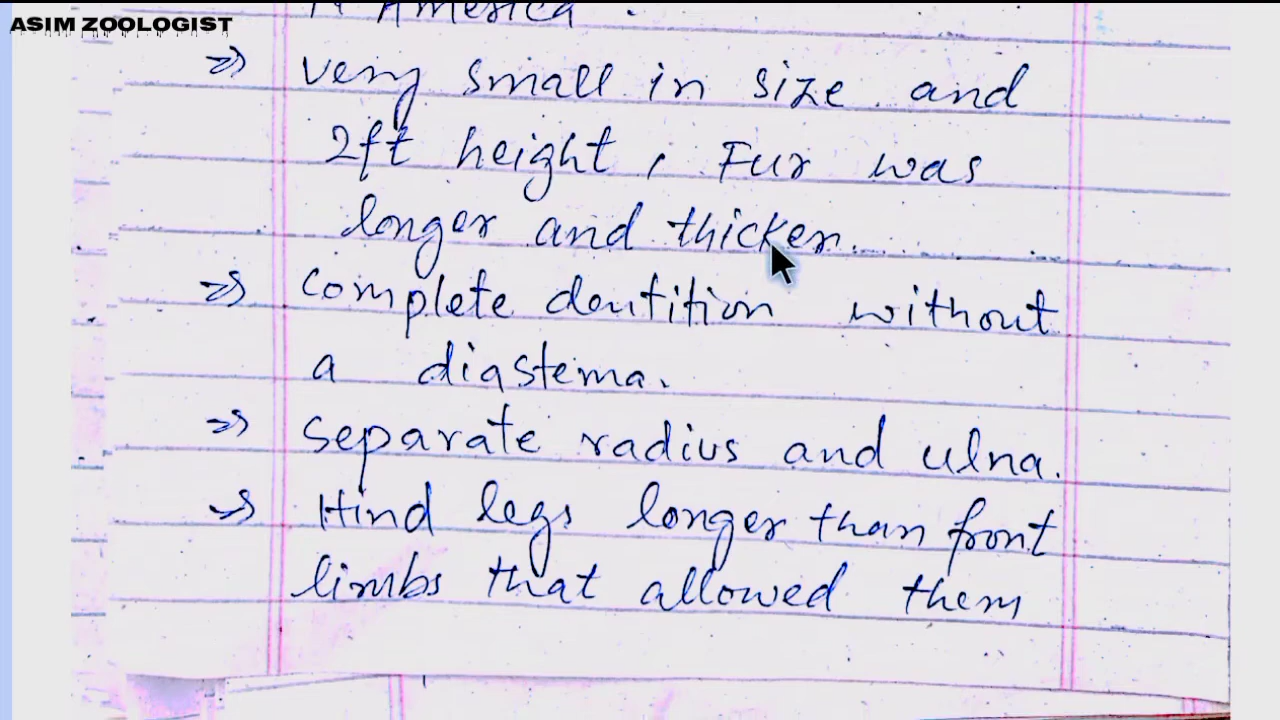 ASIM ZOOLOGIST
N America.
=> very small in size and
2ft height, Fur was
longer and thicker.
=> complete dentition without
a diastema.
=> separate radius and ulna.
=> Hind legs longer than front
limbs that allowed them